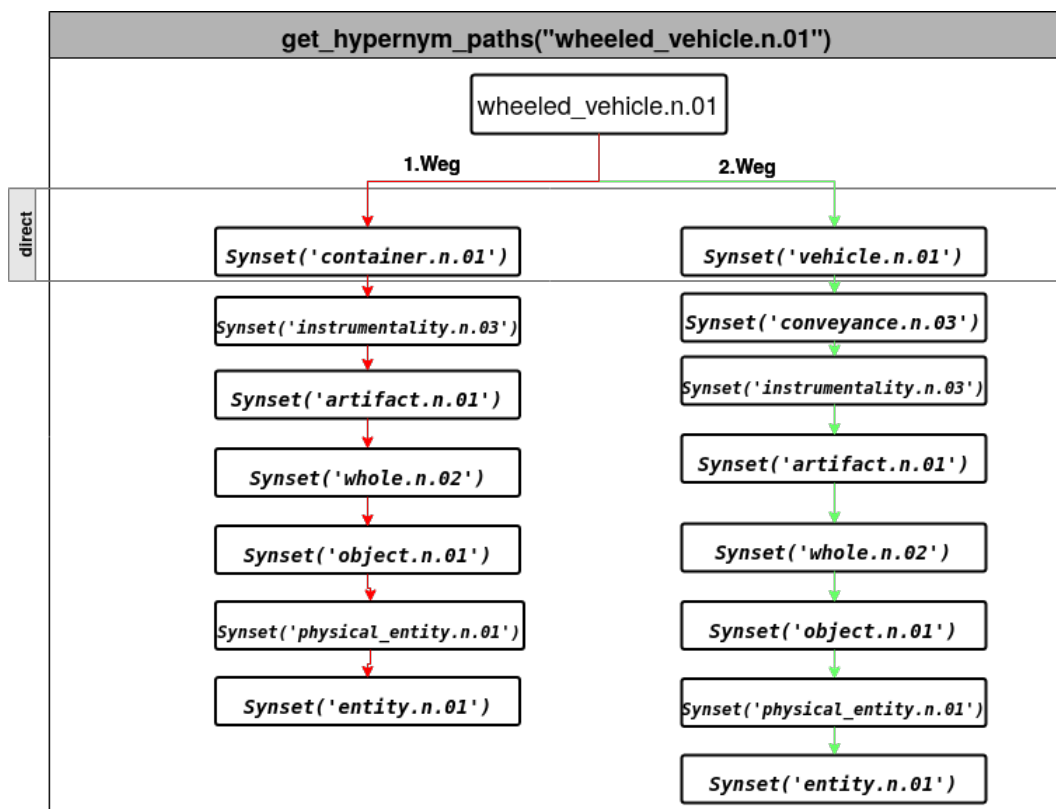 get_hypernym_paths("wheeled_vehicle.n.01")
wheeled_vehicle.n.01
1.Weg
2.Weg
direct
Synset('container.n.01')
Synset('instrumentality.n.03')
Synset('artifact.n.01')
Synset('whole.n.02')
Synset('object.n.01')
Synset('physical_entity.n.01')
Synset('entity.n.01')
Synset('vehicle.n.01')
Synset('conveyance.n.03')
Synset('instrumentality.n.03')
Synset('artifact.n.01')
Synset('whole.n.02')
Synset('object.n.01')
Synset('physical_entity.n.01')
Synset('entity.n.01')